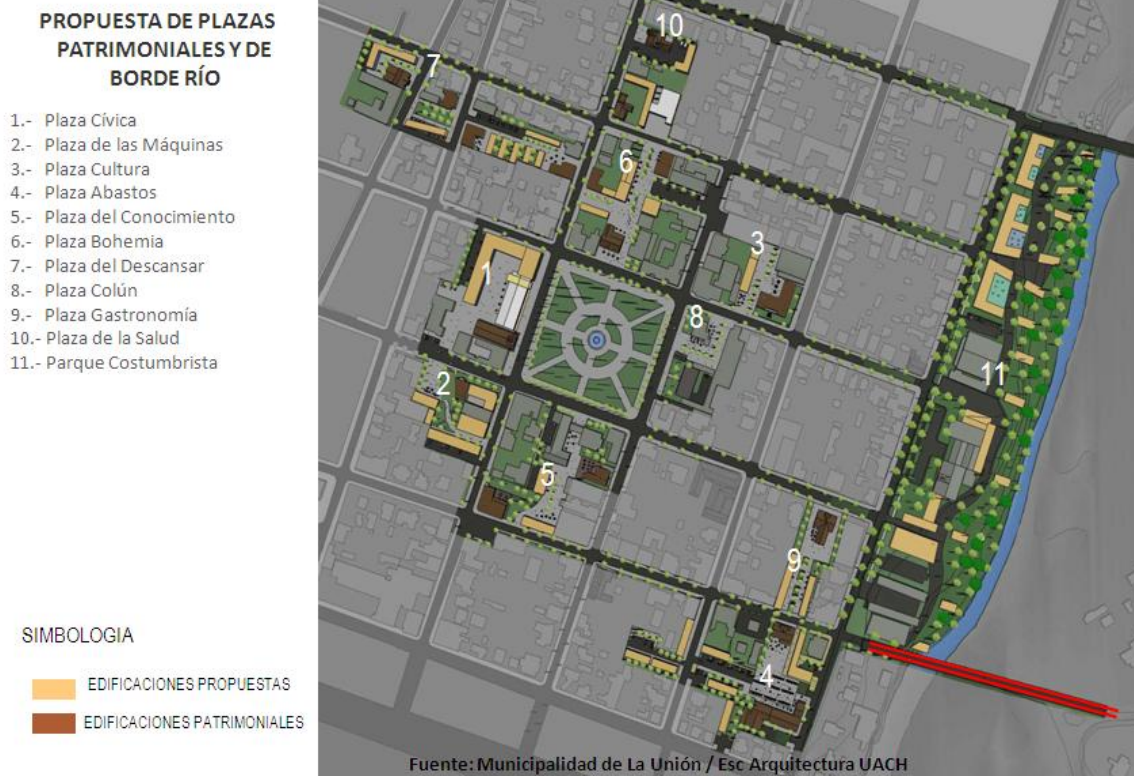 PROPUESTA DE PLAZAS
PATRIMONIALES Y DE
BORDE RÍO
1.- Plaza Cívica
2.- Plaza de las Máquinas
3.- Plaza Cultura
4.- Plaza Abastos
5.- Plaza del Conocimiento
6.- Plaza Bohemia
7.- Plaza del Descansar
8.- Plaza Colún
9.- Plaza Gastronomía
10.- Plaza de la Salud
11.- Parque Costumbrista
SIMBOLOGIA
EDIFICACIONES PROPUESTAS
EDIFICACIONES PATRIMONIALES
10
7
6
3
1
8
11
2
5
9
4
Fuente: Municipalidad de La Unión / Esc Arquitectura UACH